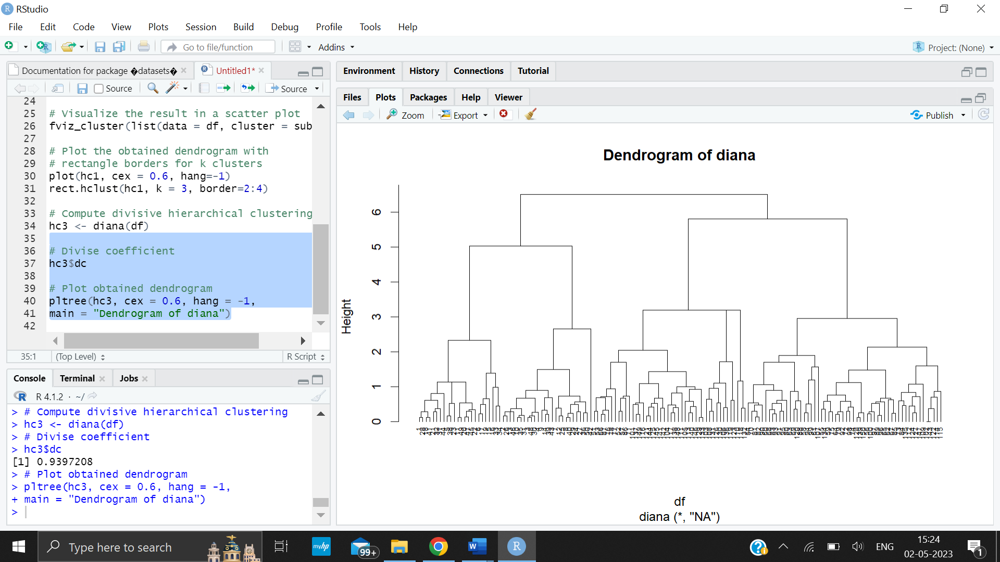 RStudio
File Edit Code View Plots Session Build Debug Profile Tools Help
Go to file/function Addins Project: (None)
Documentation for package �datasets� Untitled1*
Source Source
24
25 # Visualize the result in a scatter plot
26 fviz_cluster(list(data = df, cluster = sub
27
28 # Plot the obtained dendrogram with
29 # rectangle borders for k clusters
30 plot(hc1, cex = 0.6, hang=-1)
31 rect.hclust(hc1, k = 3, border=2:4)
32
33 # Compute divisive hierarchical clustering
34 hc3 <- diana(df)
35
36 # Divise coefficient
37 hc3$dc
38
39 # Plot obtained dendrogram
40 pltree(hc3, cex = 0.6, hang = -1,
41 main = "Dendrogram of diana")
42
35:1 (Top Level) R Script
Console Terminal Jobs
R 4.1.2 · ~/
> # Compute divisive hierarchical clustering
> hc3 <- diana(df)
> # Divise coefficient
> hc3$dc
[1] 0.9397208
> # Plot obtained dendrogram
> pltree(hc3, cex = 0.6, hang = -1,
+ main = "Dendrogram of diana")
>
Environment History Connections Tutorial
Files Plots Packages Help Viewer
Zoom Export Publish
Dendrogram of diana
Height
6
5
4
3
2
1
0
df
diana (*, "NA")
Type here to search
myhp
99+
W
R
ENG
15:24
02-05-2023
1